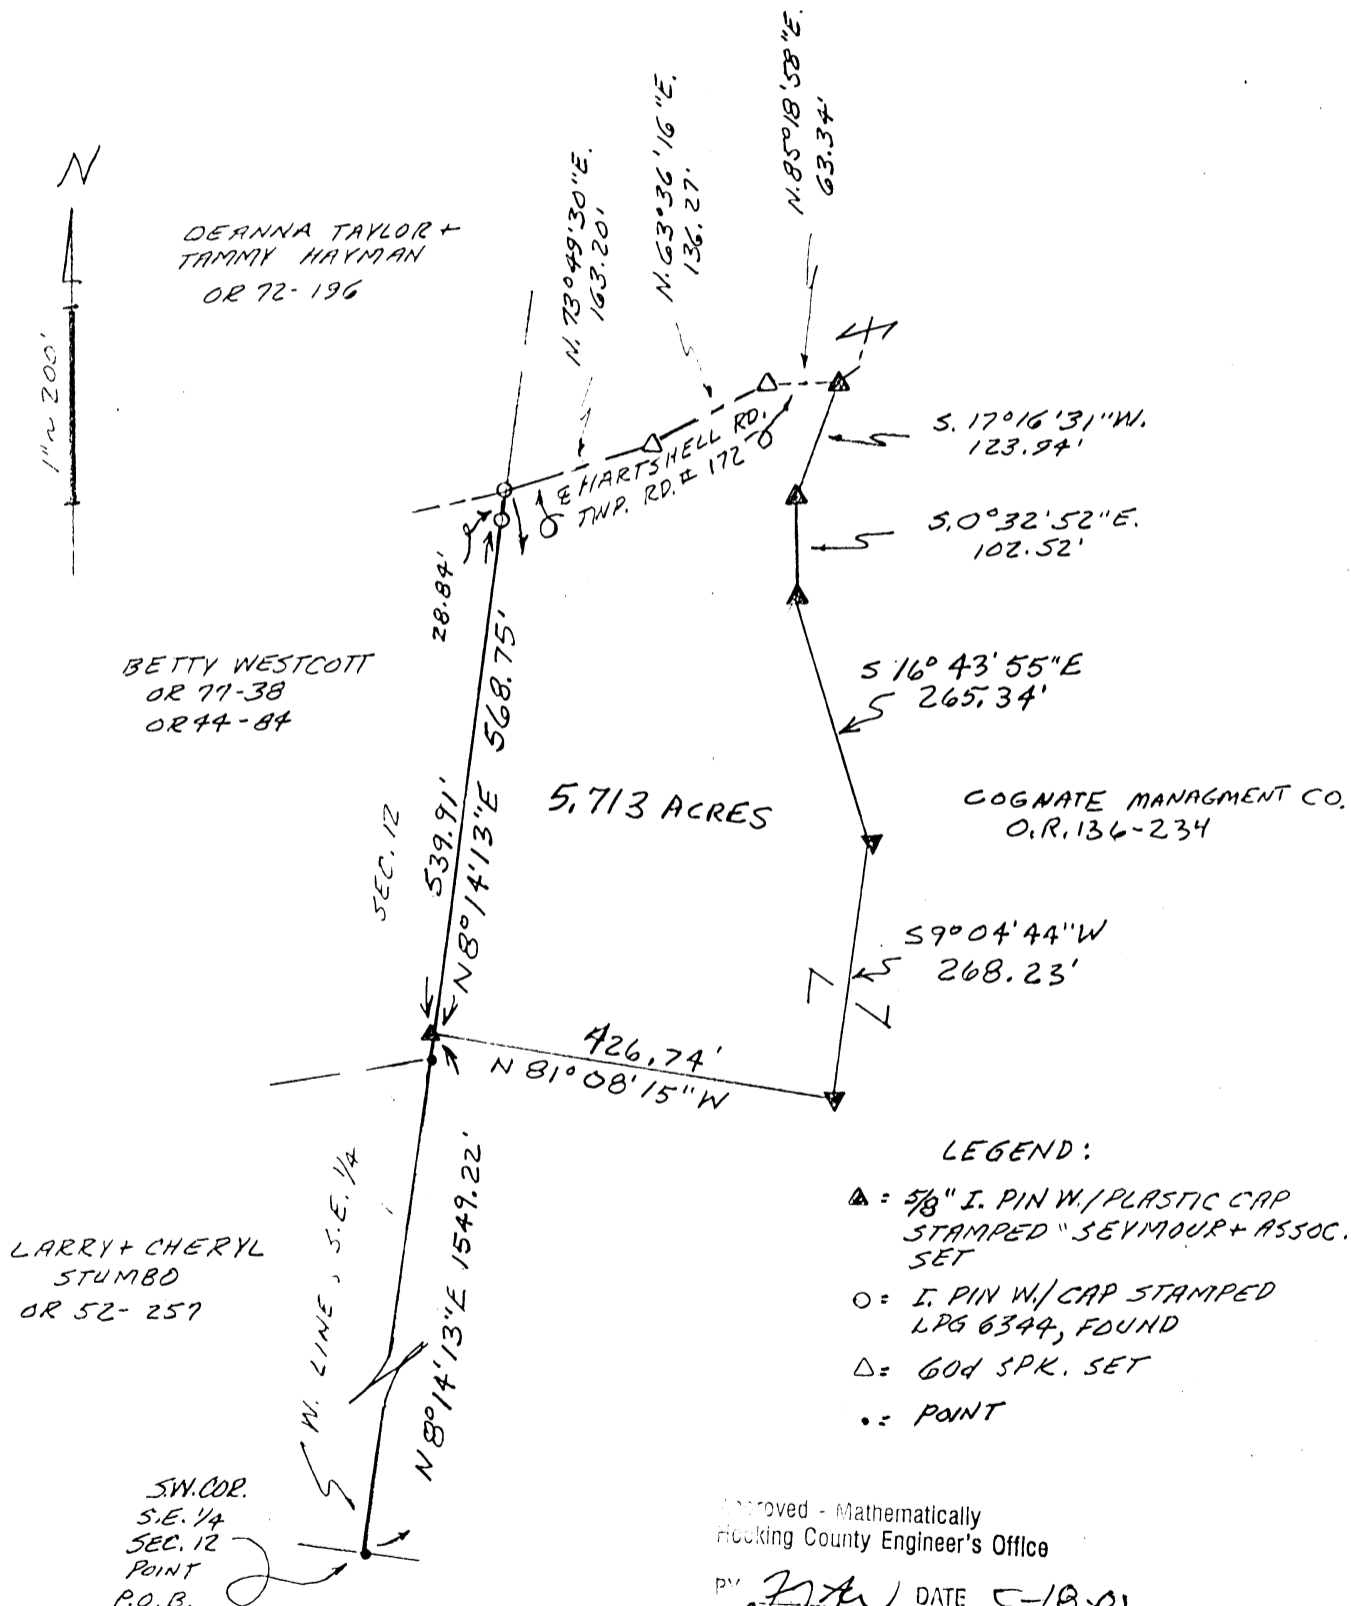 N
1" ~ 200'
DEANNA TAYLOR +
TAMMY HAYMAN
OR 72-196
N.73°49'30"E.
163.20'
N.63°36'16"E.
136.27'
N.85°18'58"E.
63.34'
S. 17°16'31"W.
123.94'
℄ HARTSHELL RD.
TWP. RD. # 172
S.0°32'52"E.
102.52'
28.84'
BETTY WESTCOTT
OR 77-38
OR 44-84
S 16° 43' 55"E
265.34'
SEC. 12
539.91'
N 8°14'13"E 568.75'
5.713 ACRES
COGNATE MANAGMENT CO.
O.R. 136-234
S 9° 04' 44" W
268.23'
426.74'
N 81° 08' 15" W
LARRY + CHERYL
STUMBO
OR 52-257
W. LINE, S.E. 1/4
N 8°14'13"E 1549.22'
LEGEND:
▲ = 5/8" I. PIN W./PLASTIC CAP
STAMPED "SEYMOUR + ASSOC.
SET
○ = I. PIN W./CAP STAMPED
LPG 6344, FOUND
△ = 60d SPK. SET
• = POINT
S.W. COR.
S.E. 1/4
SEC. 12
POINT
P.O.B.
Approved - Mathematically
Hocking County Engineer's Office
BY DATE